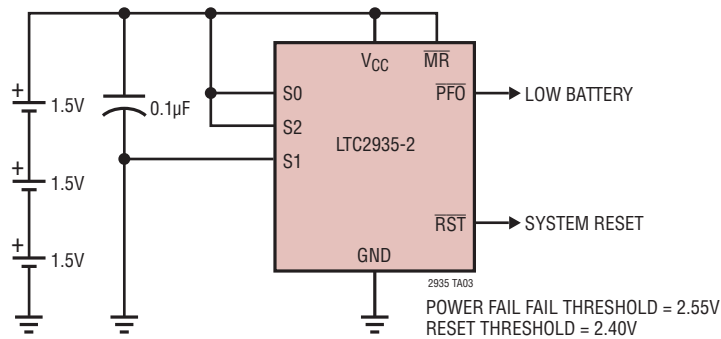 VCC
MR
+
1.5V
0.1µF
S0
PFO
LOW BATTERY
S2
LTC2935-2
+
1.5V
S1
+
1.5V
RST
SYSTEM RESET
GND
2935 TA03
POWER FAIL FAIL THRESHOLD = 2.55V
RESET THRESHOLD = 2.40V